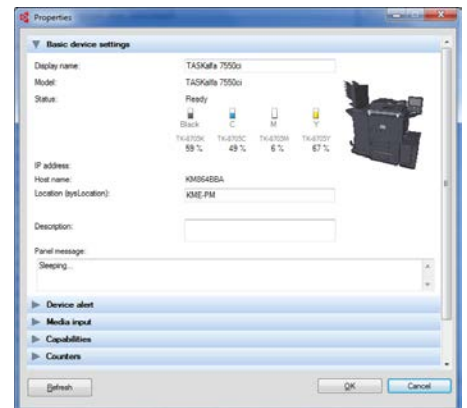 Properties
Basic device settings
Display name: TASKalfa 7550ci
Model: TASKalfa 7550ci
Status: Ready
Black C M Y
TK-8705K TK-8705C TK-8705M TK-8705Y
59 % 49 % 6 % 67 %
IP address:
Host name: KM864BBA
Location (sysLocation): KME-PM
Description:
Panel message:
Sleeping...
Device alert
Media input
Capabilities
Counters
Refresh OK Cancel